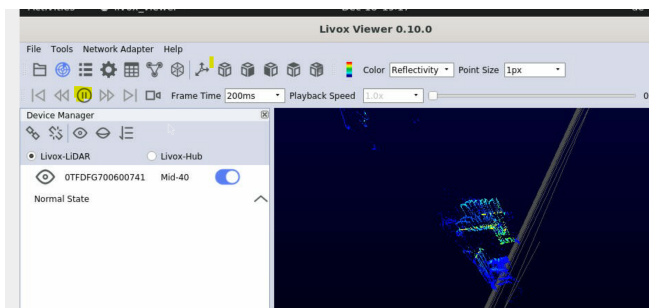 Livox Viewer 0.10.0
File Tools Network Adapter Help
Color Reflectivity Point Size 1px
Frame Time 200ms Playback Speed 1.0x 0
Device Manager
Livox-LiDAR Livox-Hub
0TFDFG700600741 Mid-40
Normal State